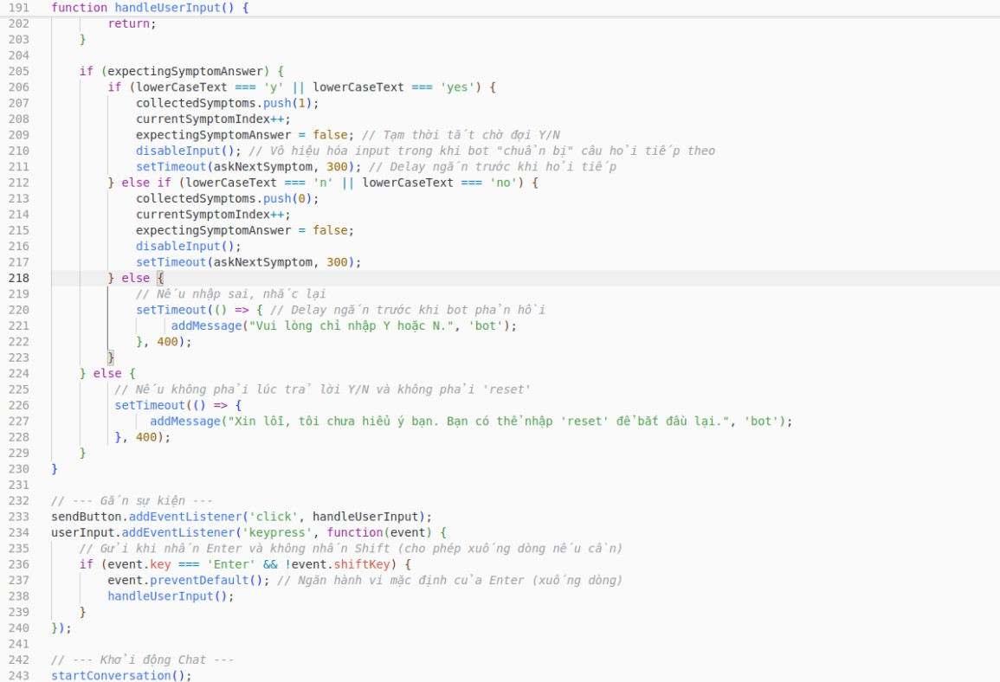 191 function handleUserInput() {
202 return;
203 }
204
205 if (expectingSymptomAnswer) {
206 if (lowerCaseText === 'y' || lowerCaseText === 'yes') {
207 collectedSymptoms.push(1);
208 currentSymptomIndex++;
209 expectingSymptomAnswer = false; // Tạm thời tắt chờ đợi Y/N
210 disableInput(); // Vô hiệu hóa input trong khi bot "chuẩn bị" câu hỏi tiếp theo
211 setTimeout(askNextSymptom, 300); // Delay ngắn trước khi hỏi tiếp
212 } else if (lowerCaseText === 'n' || lowerCaseText === 'no') {
213 collectedSymptoms.push(0);
214 currentSymptomIndex++;
215 expectingSymptomAnswer = false;
216 disableInput();
217 setTimeout(askNextSymptom, 300);
218 } else {
219 // Nếu nhập sai, nhắc lại
220 setTimeout(() => { // Delay ngắn trước khi bot phản hồi
221 addMessage("Vui lòng chỉ nhập Y hoặc N.", 'bot');
222 }, 400);
223 }
224 } else {
225 // Nếu không phải lúc trả lời Y/N và không phải 'reset'
226 setTimeout(() => {
227 addMessage("Xin lỗi, tôi chưa hiểu ý bạn. Bạn có thể nhập 'reset' để bắt đầu lại.", 'bot');
228 }, 400);
229 }
230 }
231
232 // --- Gắn sự kiện ---
233 sendButton.addEventListener('click', handleUserInput);
234 userInput.addEventListener('keypress', function(event) {
235 // Gửi khi nhấn Enter và không nhấn Shift (cho phép xuống dòng nếu cần)
236 if (event.key === 'Enter' && !event.shiftKey) {
237 event.preventDefault(); // Ngăn hành vi mặc định của Enter (xuống dòng)
238 handleUserInput();
239 }
240 });
241
242 // --- Khởi động Chat ---
243 startConversation();